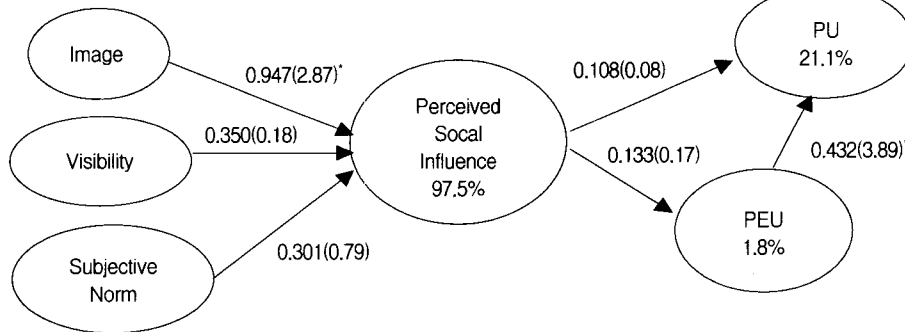 Image
0.947(2.87)*
Visibility
0.350(0.18)
Subjective
Norm
0.301(0.79)
Perceived
Socal
Influence
97.5%
0.108(0.08)
0.133(0.17)
PU
21.1%
0.432(3.89)
PEU
1.8%